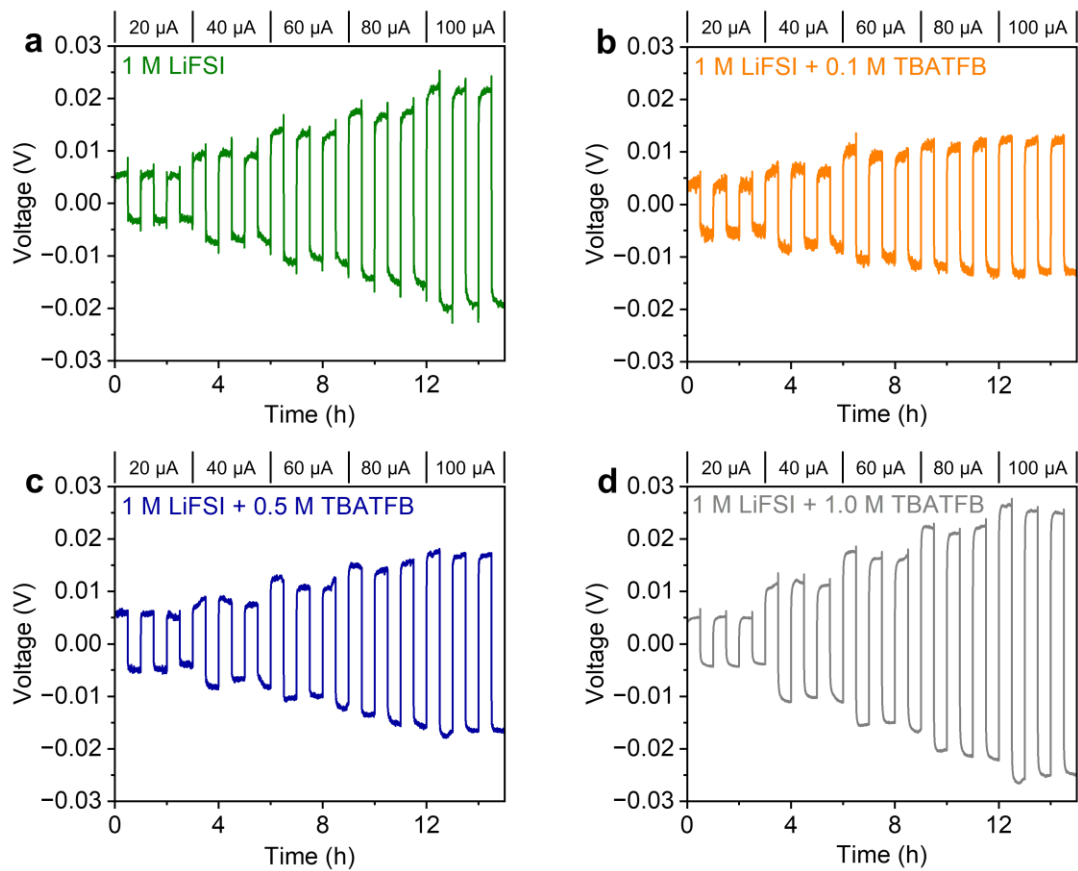 20 µA 40 µA 60 µA 80 µA 100 µA
a
1 M LiFSI
0.03
0.02
0.01
0.00
−0.01
−0.02
−0.03
Voltage (V)
0 4 8 12
Time (h)
20 µA 40 µA 60 µA 80 µA 100 µA
b
1 M LiFSI + 0.1 M TBATFB
0.03
0.02
0.01
0.00
−0.01
−0.02
−0.03
Voltage (V)
0 4 8 12
Time (h)
20 µA 40 µA 60 µA 80 µA 100 µA
c
1 M LiFSI + 0.5 M TBATFB
0.03
0.02
0.01
0.00
−0.01
−0.02
−0.03
Voltage (V)
0 4 8 12
Time (h)
20 µA 40 µA 60 µA 80 µA 100 µA
d
1 M LiFSI + 1.0 M TBATFB
0.03
0.02
0.01
0.00
−0.01
−0.02
−0.03
Voltage (V)
0 4 8 12
Time (h)